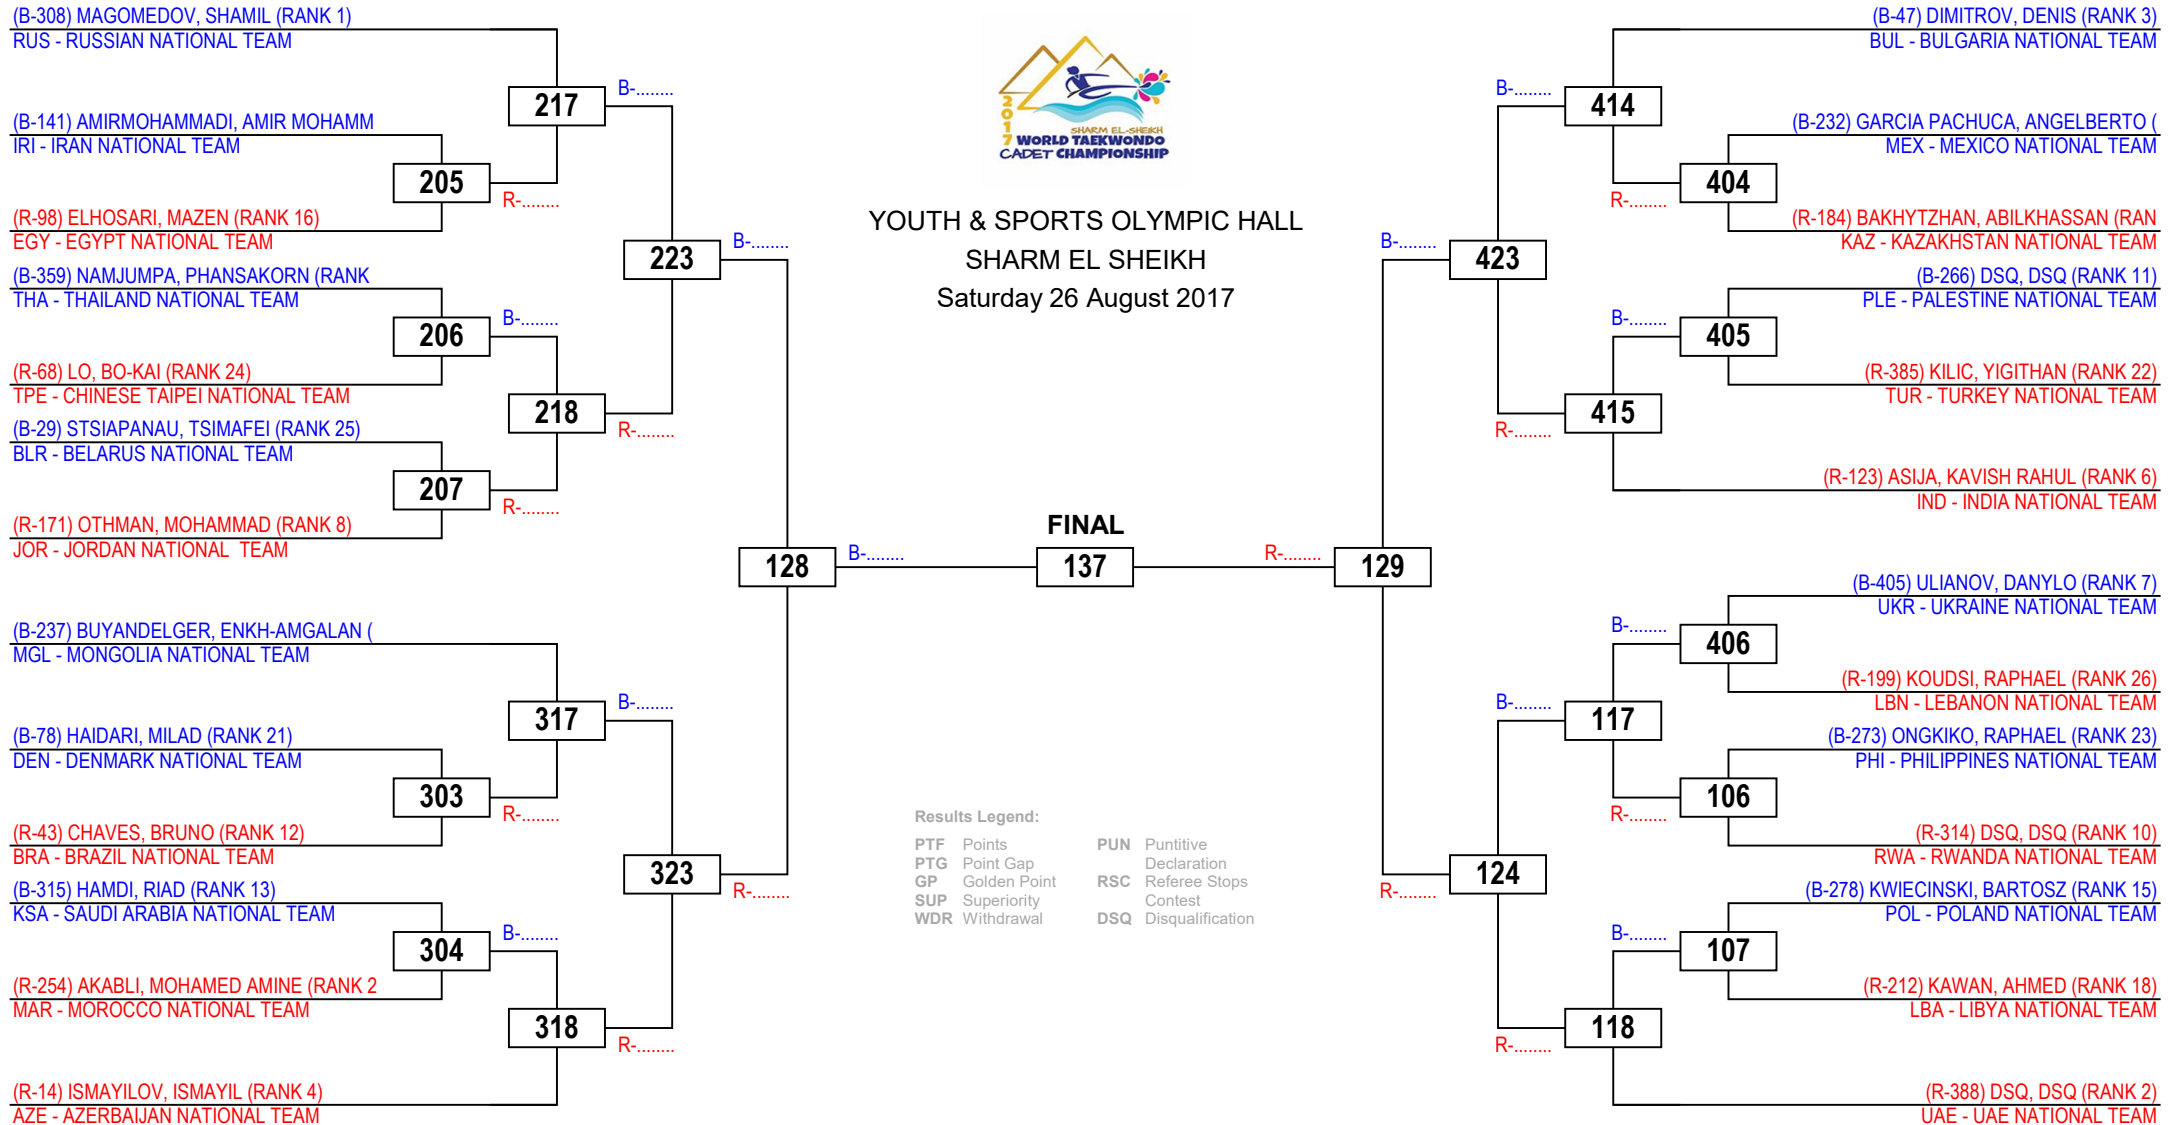 (B-308) MAGOMEDOV, SHAMIL (RANK 1)
RUS - RUSSIAN NATIONAL TEAM
217
B-........
(B-141) AMIRMOHAMMADI, AMIR MOHAMM
IRI - IRAN NATIONAL TEAM
205
R-........
(R-98) ELHOSARI, MAZEN (RANK 16)
EGY - EGYPT NATIONAL TEAM
223
B-........
(B-359) NAMJUMPA, PHANSAKORN (RANK
THA - THAILAND NATIONAL TEAM
206
B-........
(R-68) LO, BO-KAI (RANK 24)
TPE - CHINESE TAIPEI NATIONAL TEAM
218
R-........
(B-29) STSIAPANAU, TSIMAFEI (RANK 25)
BLR - BELARUS NATIONAL TEAM
207
R-........
(R-171) OTHMAN, MOHAMMAD (RANK 8)
JOR - JORDAN NATIONAL  TEAM
128
B-........
(B-237) BUYANDELGER, ENKH-AMGALAN (
MGL - MONGOLIA NATIONAL TEAM
317
B-........
(B-78) HAIDARI, MILAD (RANK 21)
DEN - DENMARK NATIONAL TEAM
303
R-........
(R-43) CHAVES, BRUNO (RANK 12)
BRA - BRAZIL NATIONAL TEAM
323
R-........
(B-315) HAMDI, RIAD (RANK 13)
KSA - SAUDI ARABIA NATIONAL TEAM
304
B-........
(R-254) AKABLI, MOHAMED AMINE (RANK 2
MAR - MOROCCO NATIONAL TEAM
318
R-........
(R-14) ISMAYILOV, ISMAYIL (RANK 4)
AZE - AZERBAIJAN NATIONAL TEAM
2017
SHARM EL-SHEIKH
WORLD TAEKWONDO
CADET CHAMPIONSHIP
YOUTH & SPORTS OLYMPIC HALL
SHARM EL SHEIKH
Saturday 26 August 2017
FINAL
137
Results Legend:
PTF Points
PTG Point Gap
GP Golden Point
SUP Superiority
WDR Withdrawal
PUN Puntitive
Declaration
RSC Referee Stops
Contest
DSQ Disqualification
(B-47) DIMITROV, DENIS (RANK 3)
BUL - BULGARIA NATIONAL TEAM
B-........
414
(B-232) GARCIA PACHUCA, ANGELBERTO (
MEX - MEXICO NATIONAL TEAM
R-........
404
(R-184) BAKHYTZHAN, ABILKHASSAN (RAN
KAZ - KAZAKHSTAN NATIONAL TEAM
B-........
423
(B-266) DSQ, DSQ (RANK 11)
PLE - PALESTINE NATIONAL TEAM
B-........
405
(R-385) KILIC, YIGITHAN (RANK 22)
TUR - TURKEY NATIONAL TEAM
R-........
415
(R-123) ASIJA, KAVISH RAHUL (RANK 6)
IND - INDIA NATIONAL TEAM
R-........
129
(B-405) ULIANOV, DANYLO (RANK 7)
UKR - UKRAINE NATIONAL TEAM
B-........
406
(R-199) KOUDSI, RAPHAEL (RANK 26)
LBN - LEBANON NATIONAL TEAM
B-........
117
(B-273) ONGKIKO, RAPHAEL (RANK 23)
PHI - PHILIPPINES NATIONAL TEAM
R-........
106
(R-314) DSQ, DSQ (RANK 10)
RWA - RWANDA NATIONAL TEAM
R-........
124
(B-278) KWIECINSKI, BARTOSZ (RANK 15)
POL - POLAND NATIONAL TEAM
B-........
107
(R-212) KAWAN, AHMED (RANK 18)
LBA - LIBYA NATIONAL TEAM
R-........
118
(R-388) DSQ, DSQ (RANK 2)
UAE - UAE NATIONAL TEAM